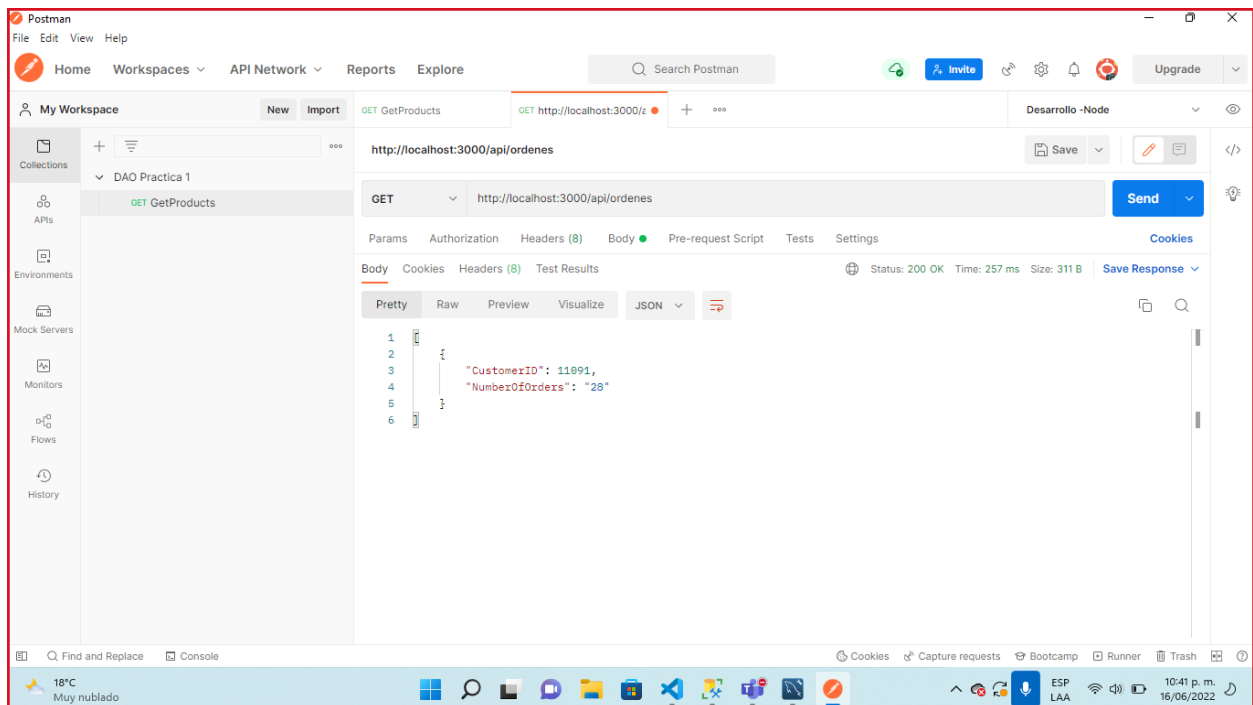 Postman
File Edit View Help
Home Workspaces API Network Reports Explore Search Postman Invite Upgrade
My Workspace New Import GET GetProducts GET http://localhost:3000/a Desarrollo -Node
Collections
APIs
Environments
Mock Servers
Monitors
Flows
History
DAO Practica 1
GET GetProducts
http://localhost:3000/api/ordenes Save
GET http://localhost:3000/api/ordenes Send
Params Authorization Headers (8) Body Pre-request Script Tests Settings Cookies
Body Cookies Headers (8) Test Results Status: 200 OK Time: 257 ms Size: 311 B Save Response
Pretty Raw Preview Visualize JSON
1 [
2 {
3 "CustomerID": 11091,
4 "NumberOfOrders": "28"
5 }
6 ]
Find and Replace Console Cookies Capture requests Bootcamp Runner Trash
18°C
Muy nublado
ESP
LAA
10:41 p. m.
16/06/2022